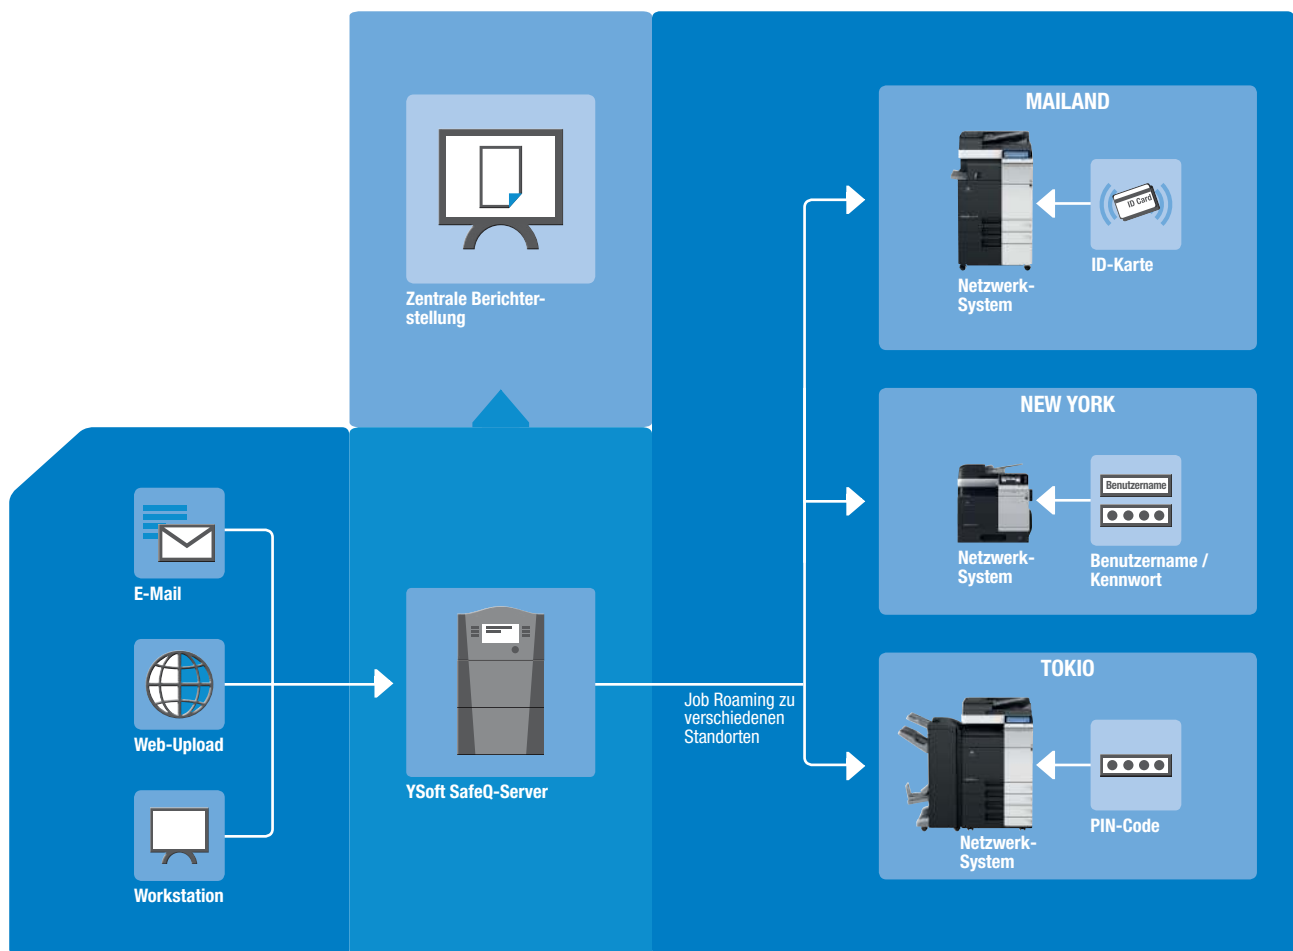 Zentrale Berichter-
stellung
E-Mail
Web-Upload
Workstation
YSoft SafeQ-Server
Job Roaming zu
verschiedenen
Standorten
MAILAND
Netzwerk-
System
ID Card
ID-Karte
NEW YORK
Netzwerk-
System
Benutzername
Benutzername /
Kennwort
TOKIO
Netzwerk-
System
PIN-Code